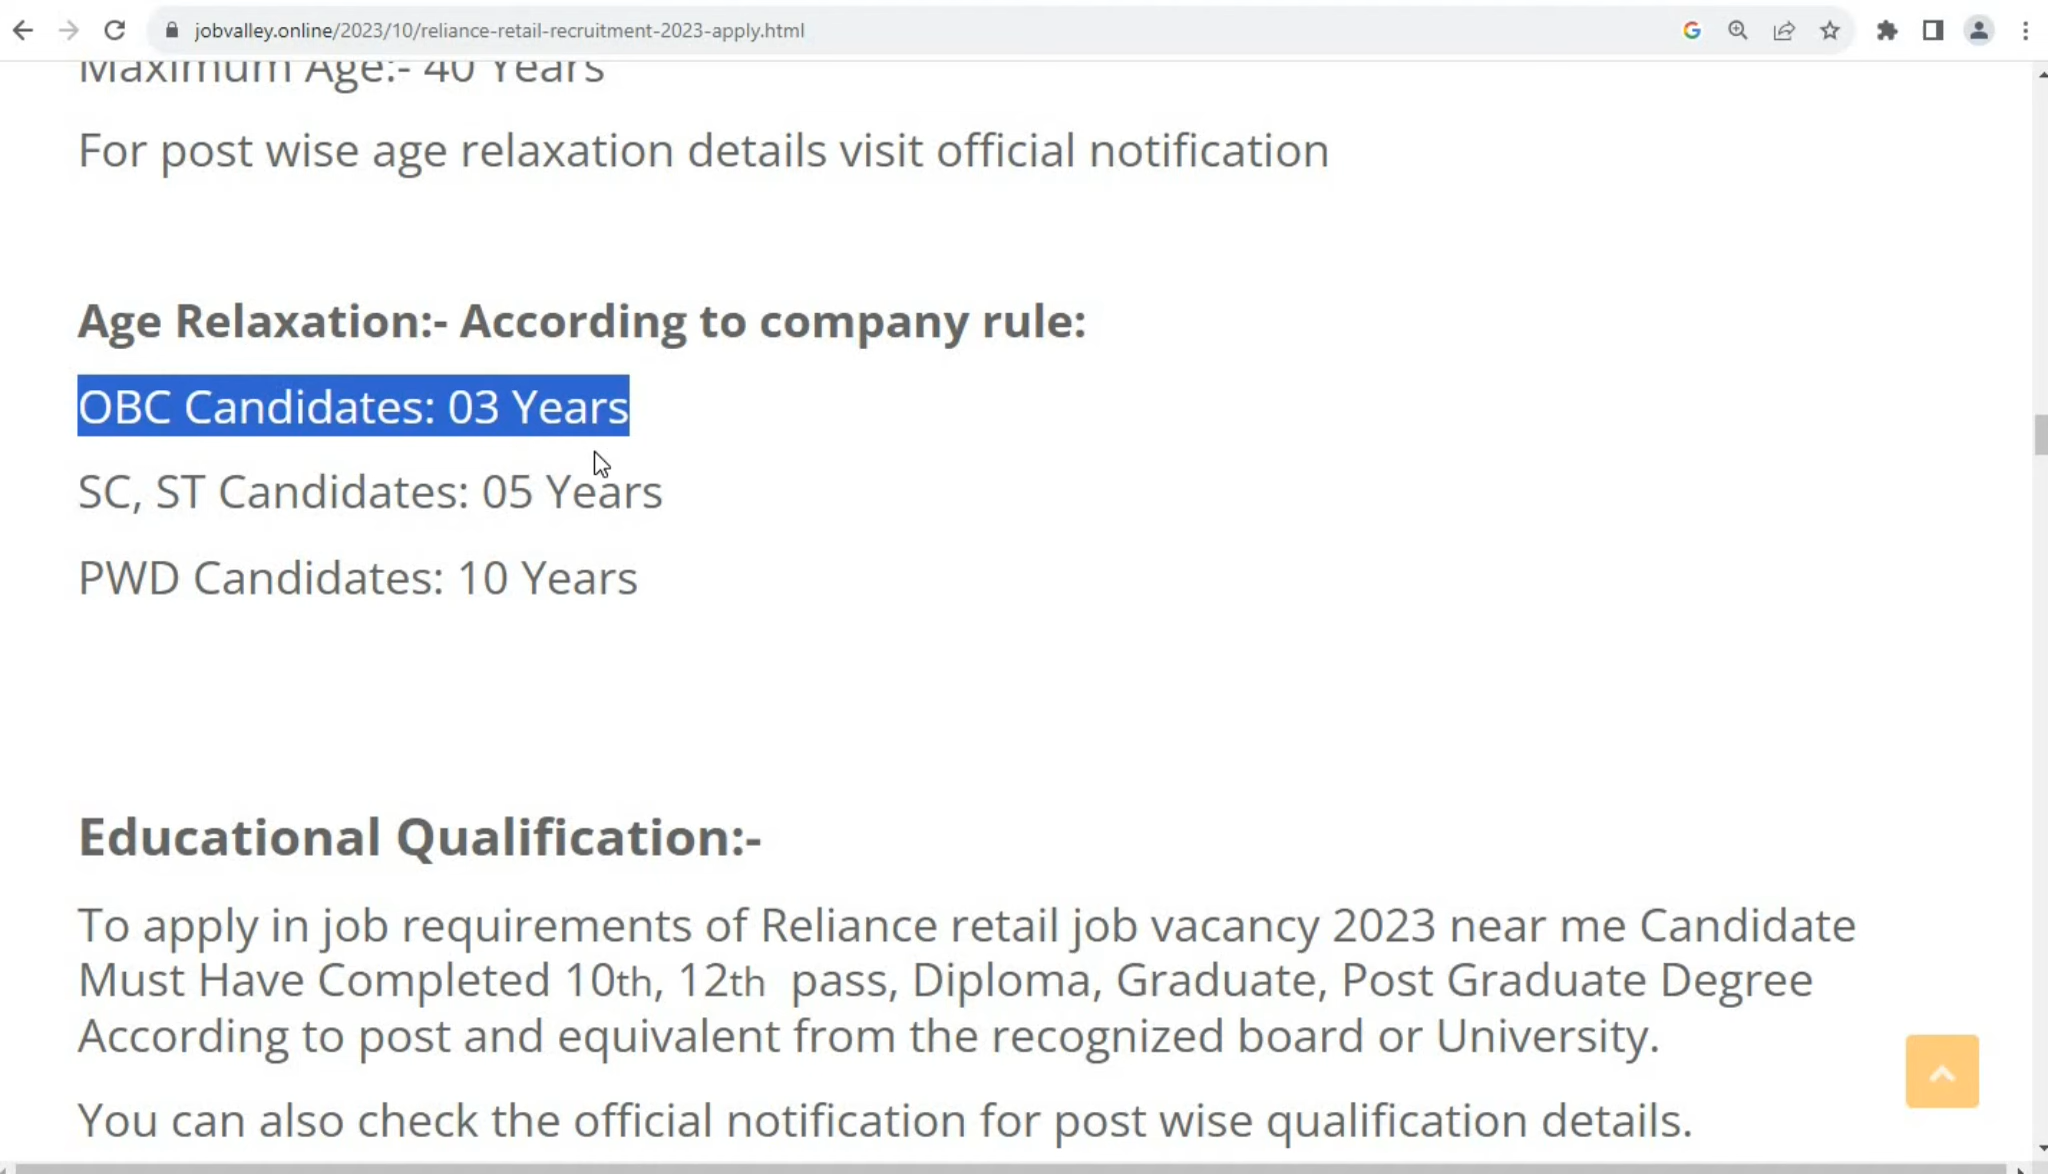 jobvalley.online/2023/10/reliance-retail-recruitment-2023-apply.html
Maximum Age:- 40 Years
For post wise age relaxation details visit official notification
Age Relaxation:- According to company rule:
OBC Candidates: 03 Years
SC, ST Candidates: 05 Years
PWD Candidates: 10 Years
Educational Qualification:-
To apply in job requirements of Reliance retail job vacancy 2023 near me Candidate
Must Have Completed 10th, 12th  pass, Diploma, Graduate, Post Graduate Degree
According to post and equivalent from the recognized board or University.
You can also check the official notification for post wise qualification details.